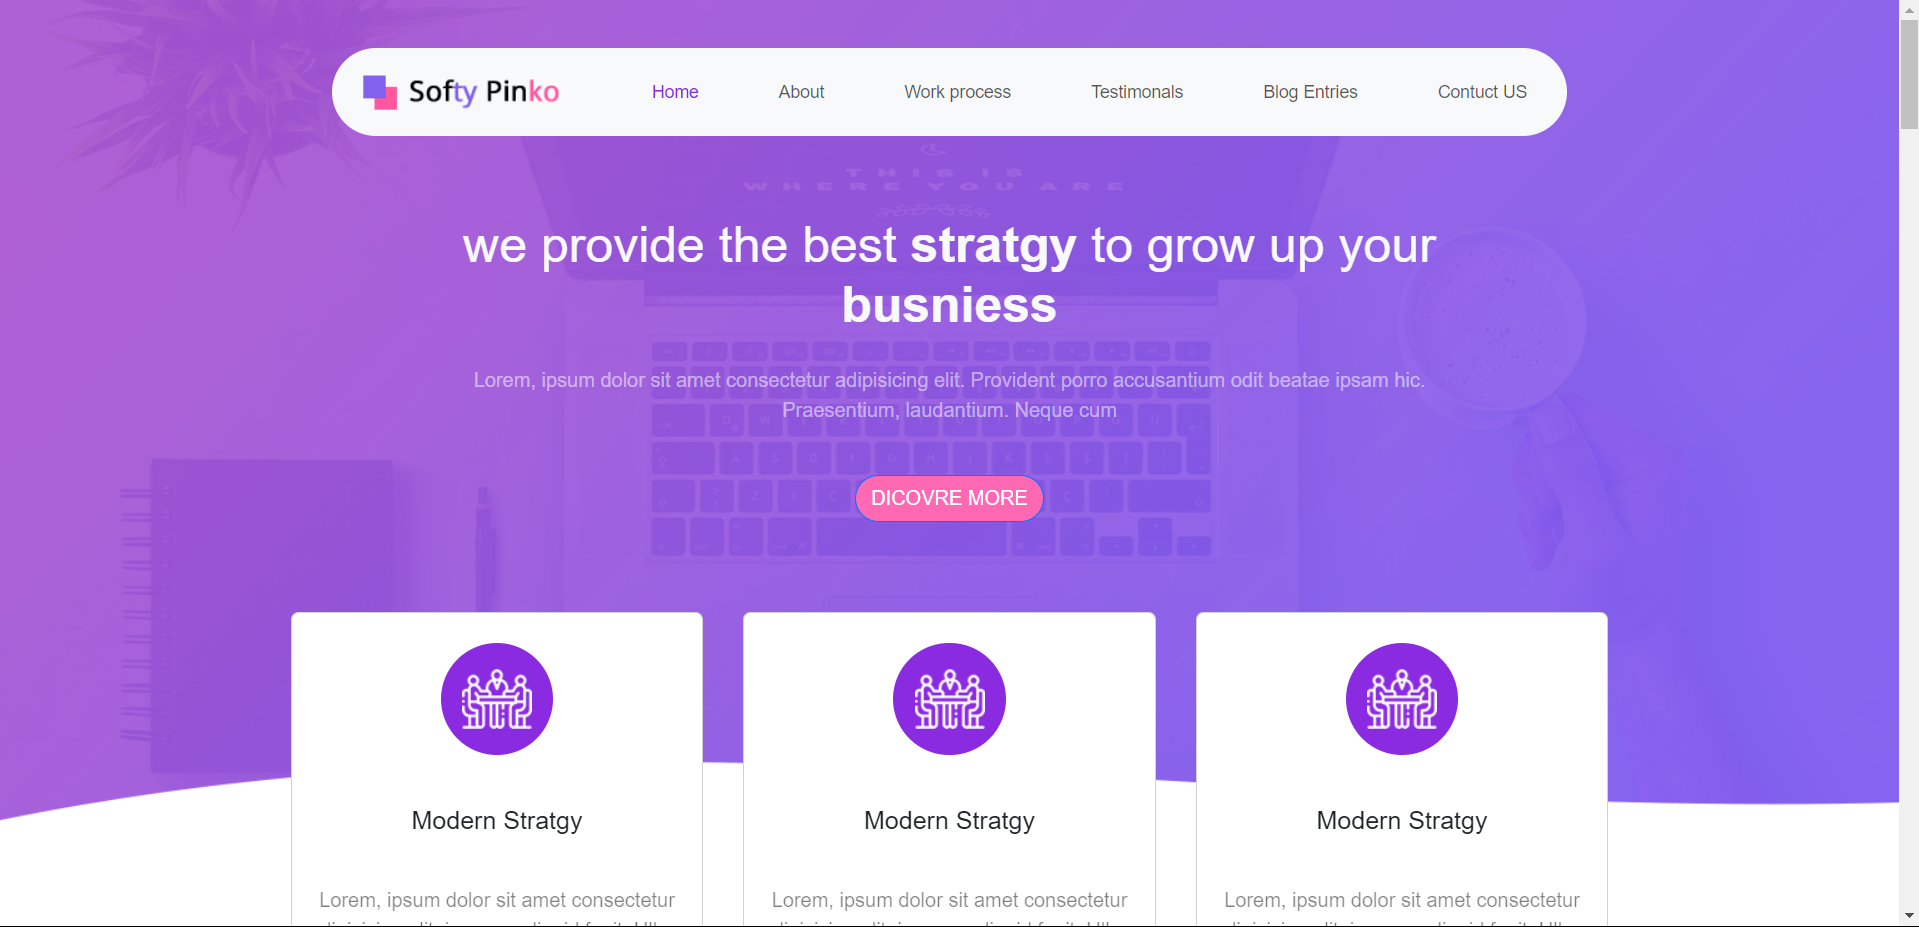 Softy Pinko
Home
About
Work process
Testimonals
Blog Entries
Contuct US
THIS IS
WHERE YOU ARE
we provide the best stratgy to grow up your
busniess
Lorem, ipsum dolor sit amet consectetur adipisicing elit. Provident porro accusantium odit beatae ipsam hic.
Praesentium, laudantium. Neque cum
DICOVRE MORE
Modern Stratgy
Lorem, ipsum dolor sit amet consectetur
Modern Stratgy
Lorem, ipsum dolor sit amet consectetur
Modern Stratgy
Lorem, ipsum dolor sit amet consectetur